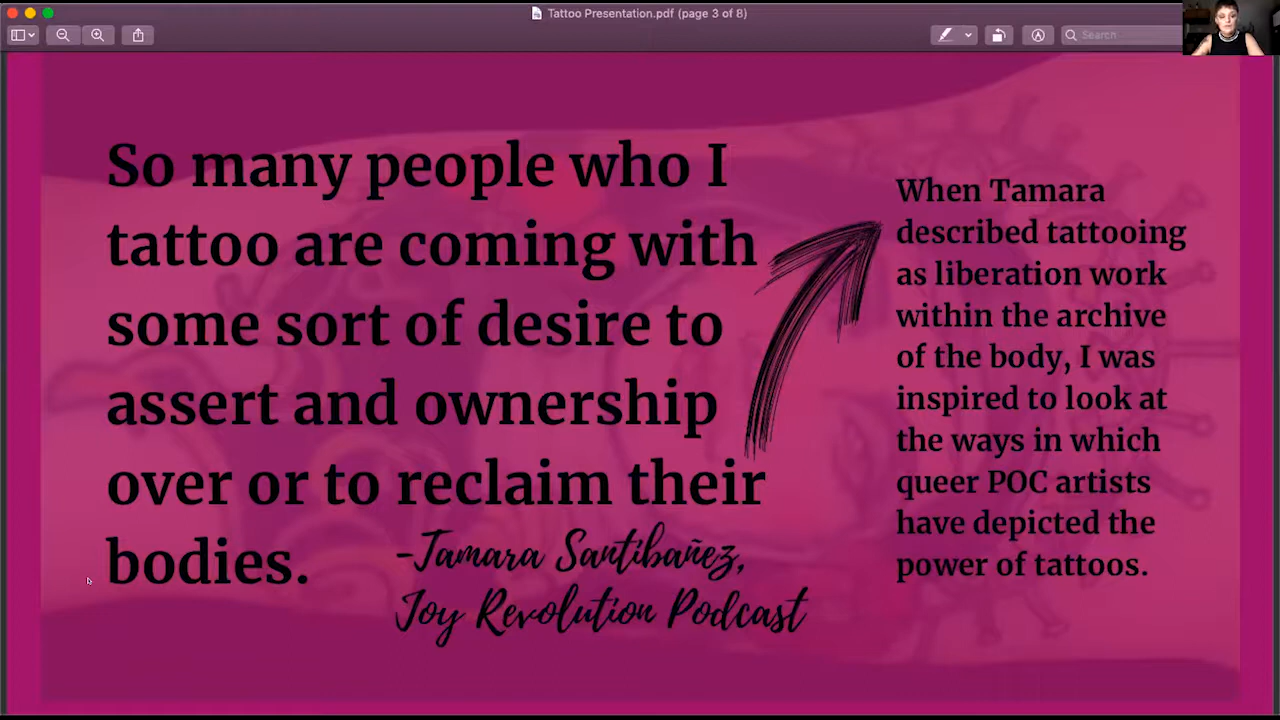 Tattoo Presentation.pdf (page 3 of 8)
Search
So many people who I
tattoo are coming with
some sort of desire to
assert and ownership
over or to reclaim their
bodies.
-Tamara Santibañez,
Joy Revolution Podcast
When Tamara
described tattooing
as liberation work
within the archive
of the body, I was
inspired to look at
the ways in which
queer POC artists
have depicted the
power of tattoos.